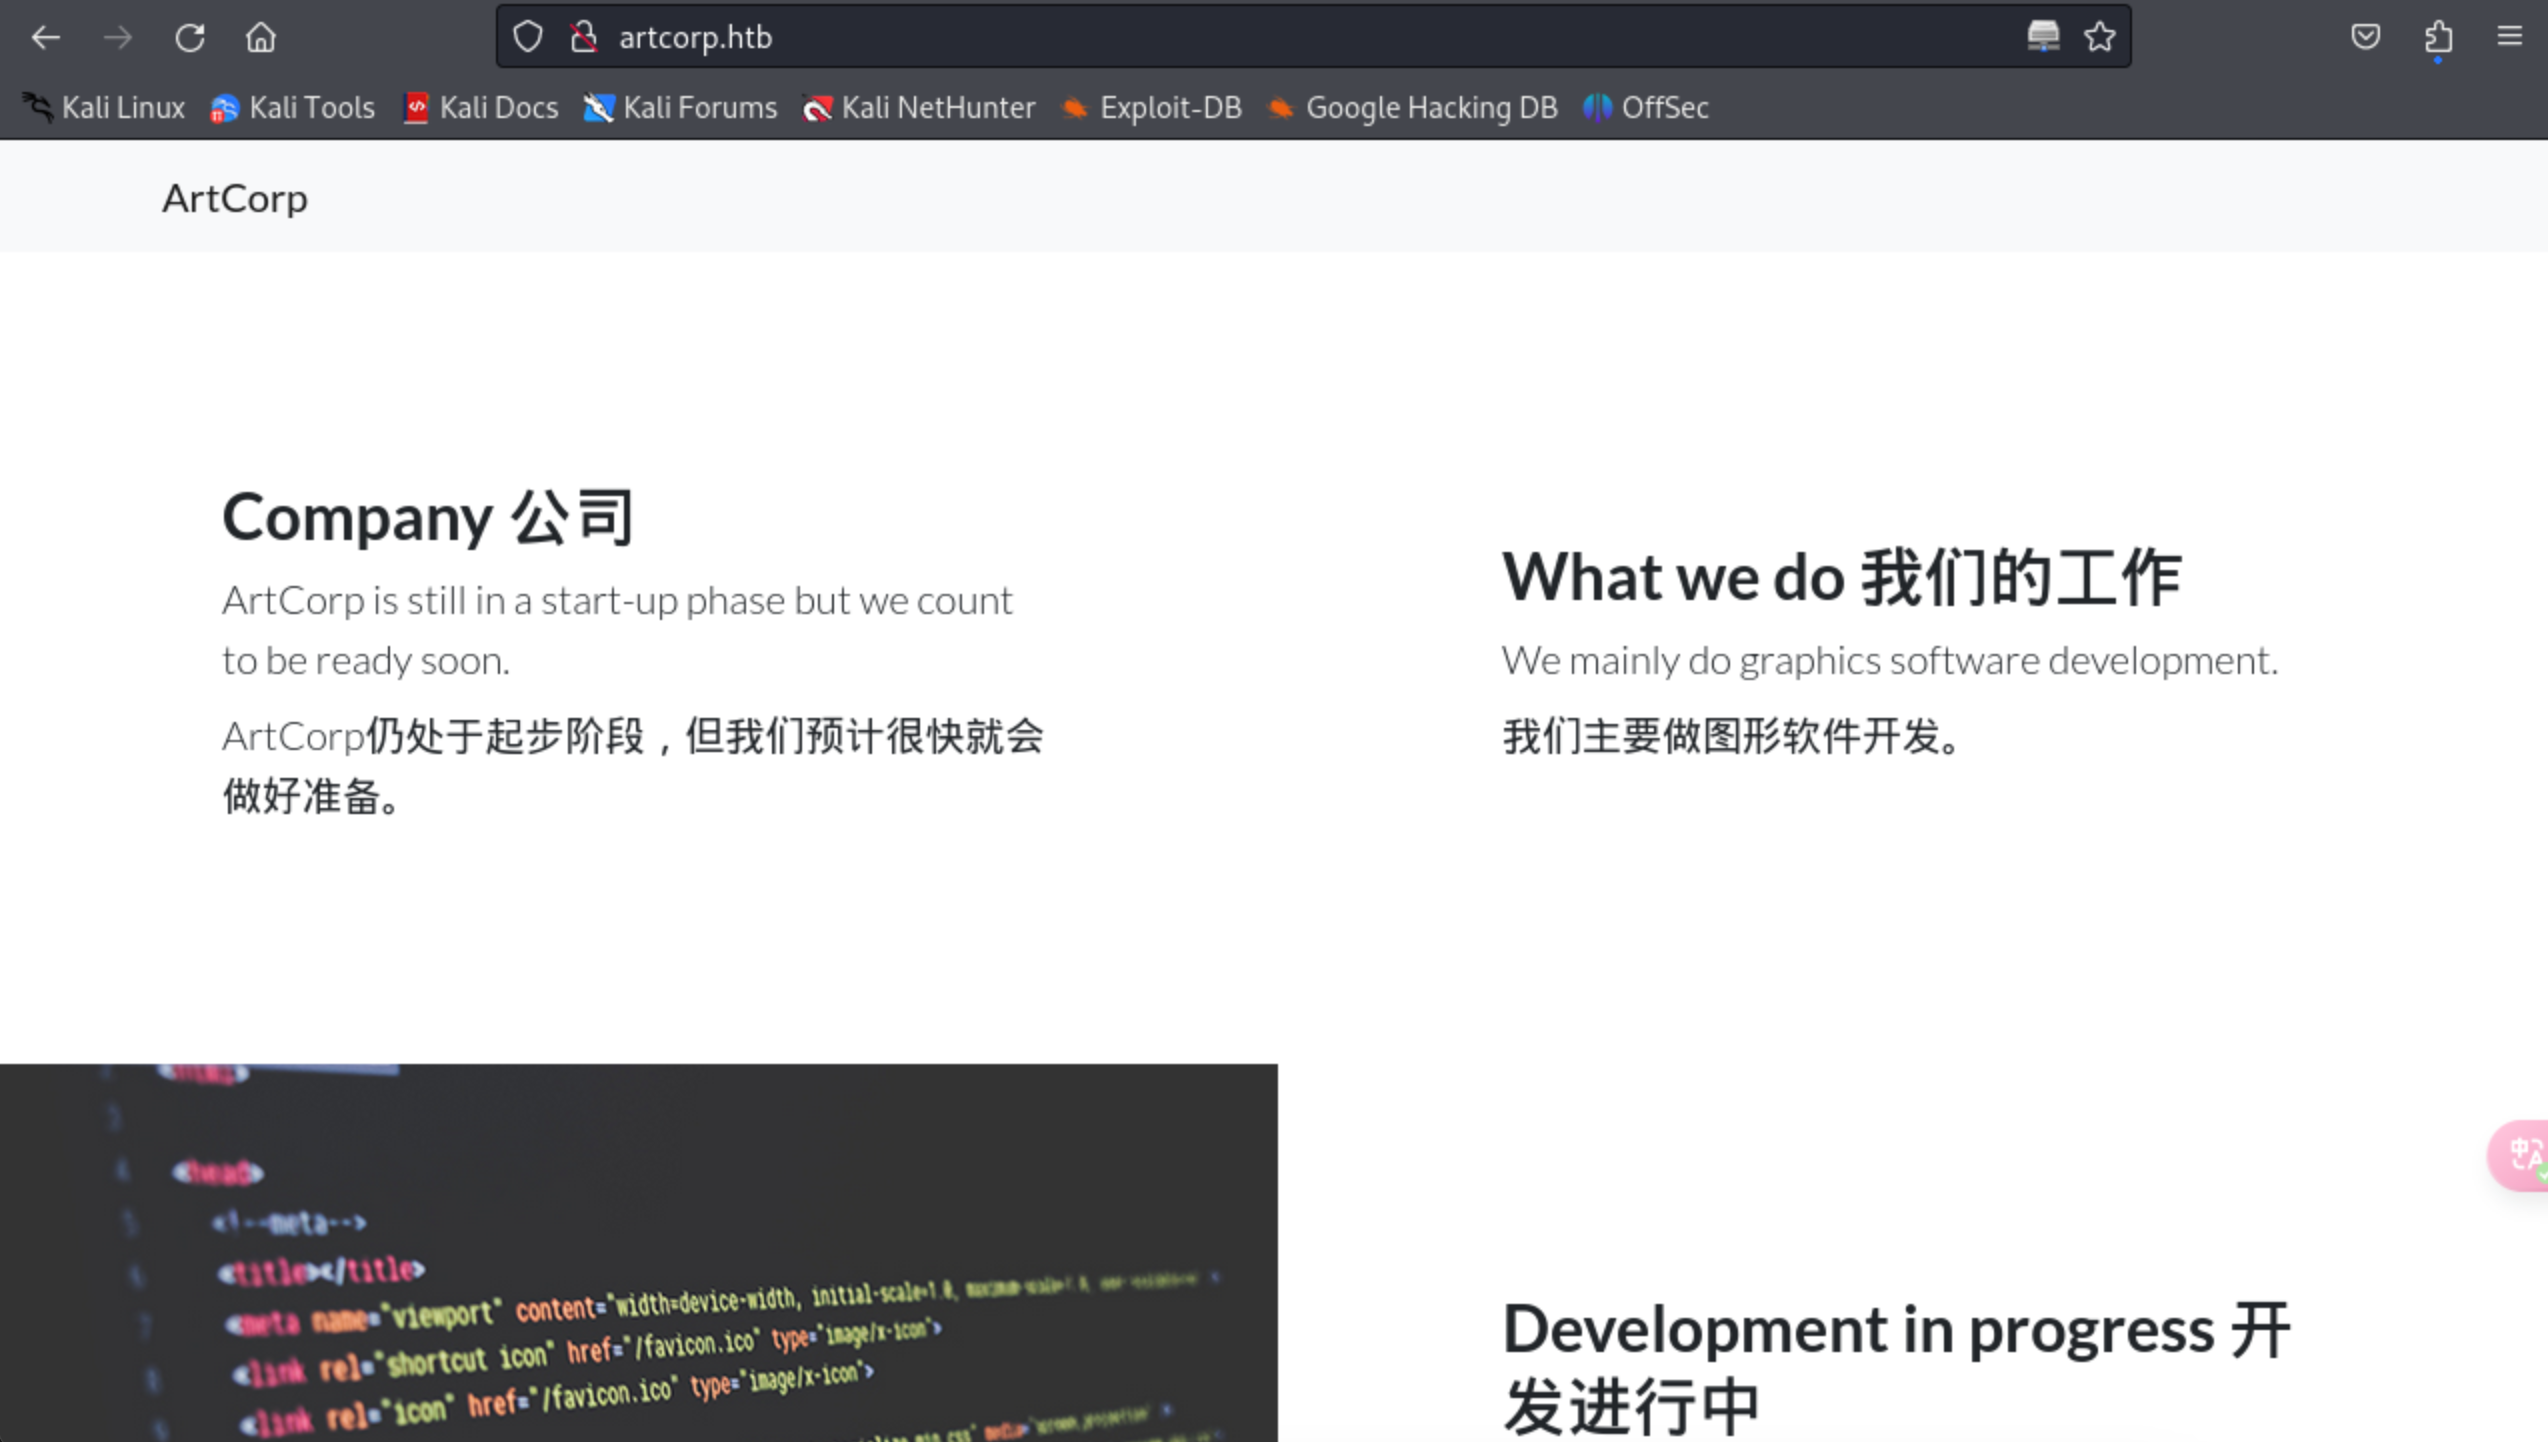 artcorp.htb
Kali Linux Kali Tools Kali Docs Kali Forums Kali NetHunter Exploit-DB Google Hacking DB OffSec
ArtCorp
Company 公司
ArtCorp is still in a start-up phase but we count
to be ready soon.
ArtCorp仍处于起步阶段，但我们预计很快就会
做好准备。
What we do 我们的工作
We mainly do graphics software development.
我们主要做图形软件开发。
<head>
<!--meta-->
<title></title>
<meta name="viewport" content="width=device-width, initial-scale=1.0,
<link rel="shortcut icon" href="/favicon.ico" type="image/x-icon">
<link rel="icon" href="/favicon.ico" type="image/x-icon">
Development in progress 开
发进行中